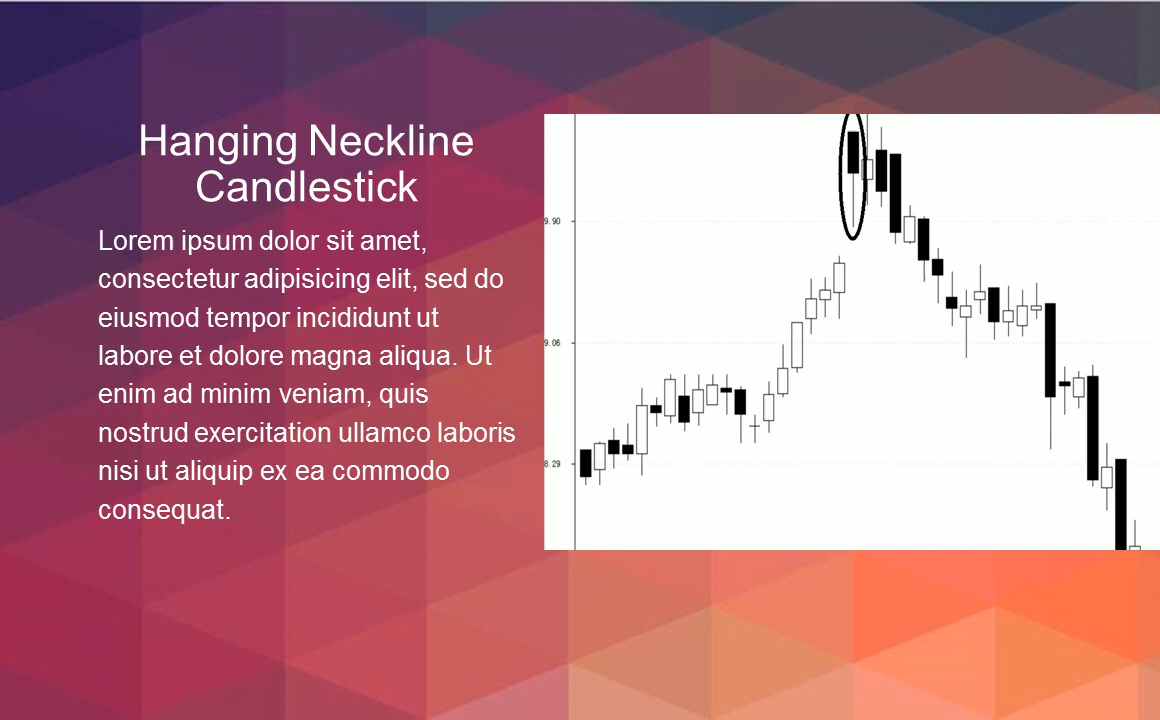 Hanging Neckline
Candlestick
Lorem ipsum dolor sit amet,
consectetur adipisicing elit, sed do
eiusmod tempor incididunt ut
labore et dolore magna aliqua. Ut
enim ad minim veniam, quis
nostrud exercitation ullamco laboris
nisi ut aliquip ex ea commodo
consequat.
9.90
9.06
8.29